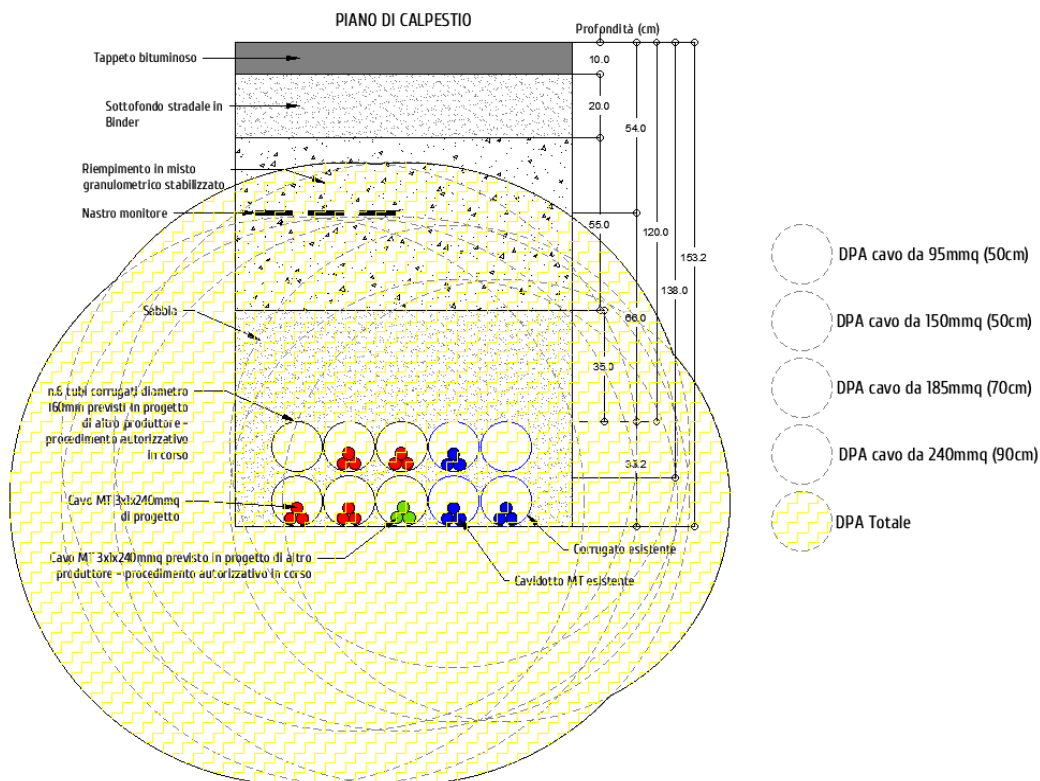 PIANO DI CALPESTIO
Profondità (cm)
Tappeto bituminoso
10.0
Sottofondo stradale in
Binder
20.0
54.0
Riempimento in misto
granulometrico stabilizzato
Nastro monitore
55.0
120.0
153.2
138.0
Sabbia
66.0
35.0
n.6 tubi corrugati diametro
160mm previsti in progetto
di altro produttore -
procedimento autorizzativo
in corso
33.2
Cavo MT 3x1x240mmq
di progetto
Cavo MT 3x1x240mmq previsto in progetto di altro
produttore - procedimento autorizzativo in corso
Corrugato esistente
Cavidotto MT esistente
DPA cavo da 95mmq (50cm)
DPA cavo da 150mmq (50cm)
DPA cavo da 185mmq (70cm)
DPA cavo da 240mmq (90cm)
DPA Totale